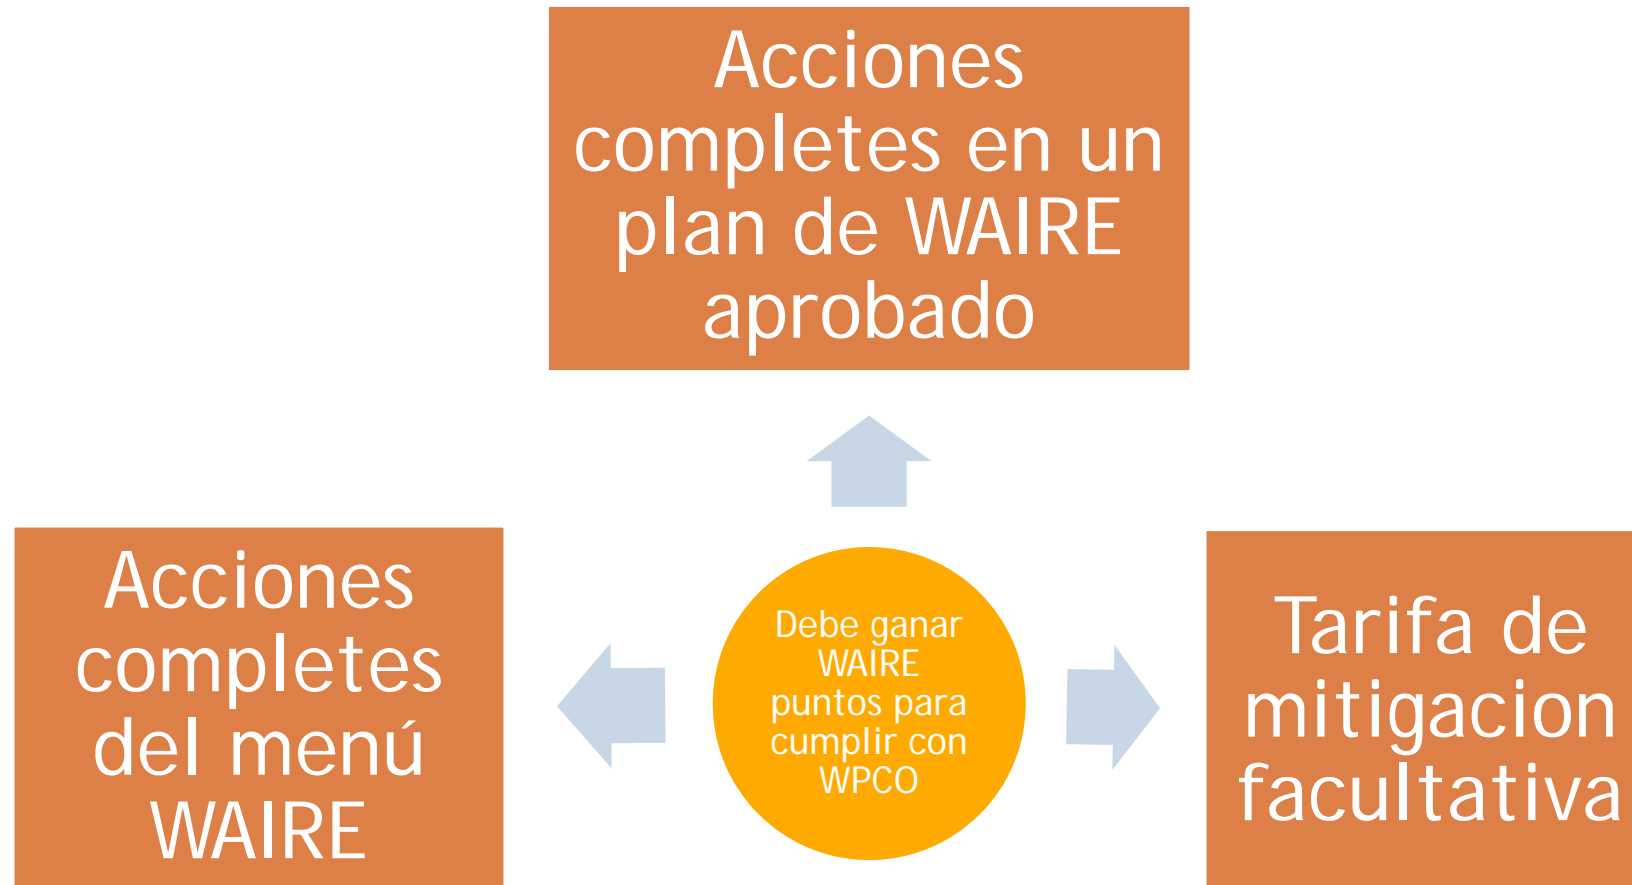 Acciones
completes en un
plan de WAIRE
aprobado
Acciones
completes
del menú
WAIRE
Debe ganar
WAIRE
puntos para
cumplir con
WPCO
Tarifa de
mitigacion
facultativa